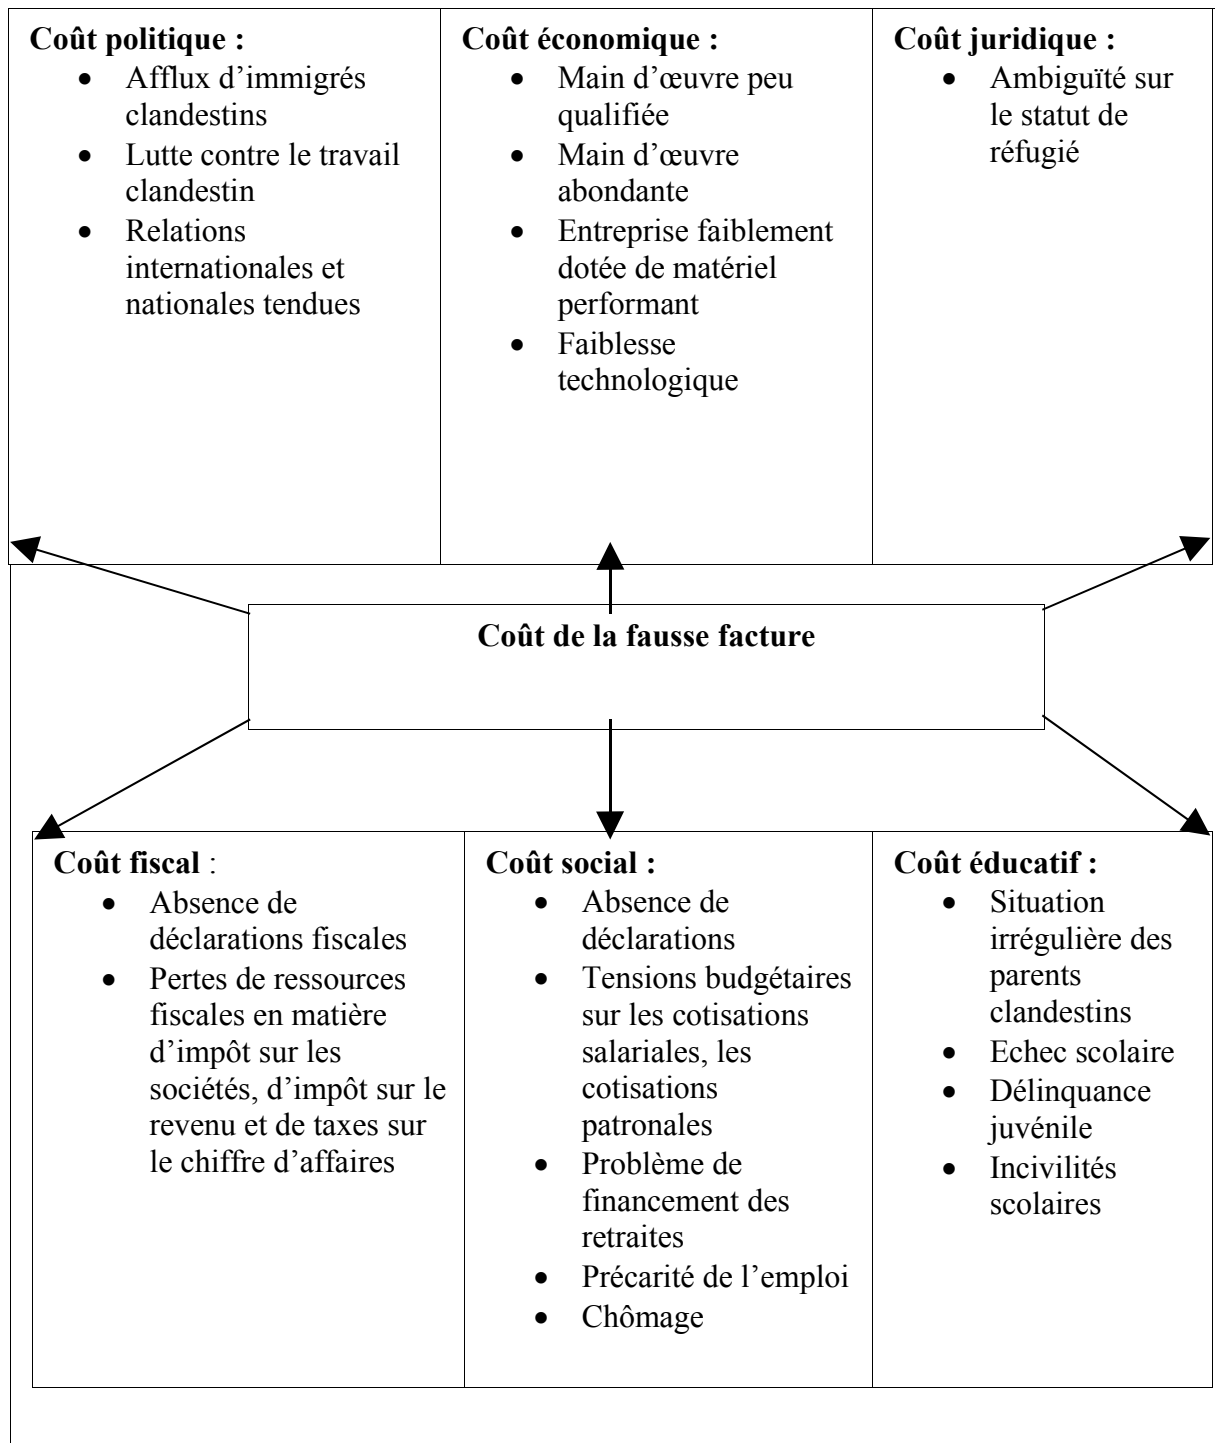 Coût politique :
• Afflux d’immigrés
clandestins
• Lutte contre le travail
clandestin
• Relations
internationales et
nationales tendues
Coût économique :
• Main d’œuvre peu
qualifiée
• Main d’œuvre
abondante
• Entreprise faiblement
dotée de matériel
performant
• Faiblesse
technologique
Coût juridique :
• Ambiguïté sur
le statut de
réfugié
Coût de la fausse facture
Coût fiscal :
• Absence de
déclarations fiscales
• Pertes de ressources
fiscales en matière
d’impôt sur les
sociétés, d’impôt sur le
revenu et de taxes sur
le chiffre d’affaires
Coût social :
• Absence de
déclarations
• Tensions budgétaires
sur les cotisations
salariales, les
cotisations
patronales
• Problème de
financement des
retraites
• Précarité de l’emploi
• Chômage
Coût éducatif :
• Situation
irrégulière des
parents
clandestins
• Echec scolaire
• Délinquance
juvénile
• Incivilités
scolaires